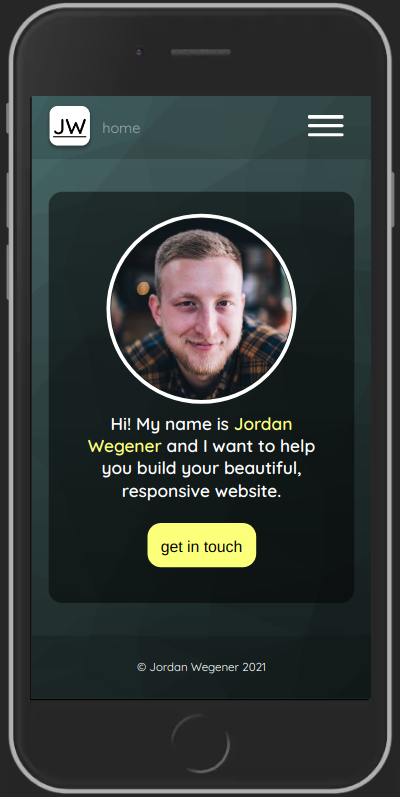 JW home
Hi! My name is Jordan
Wegener and I want to help
you build your beautiful,
responsive website.
get in touch
© Jordan Wegener 2021